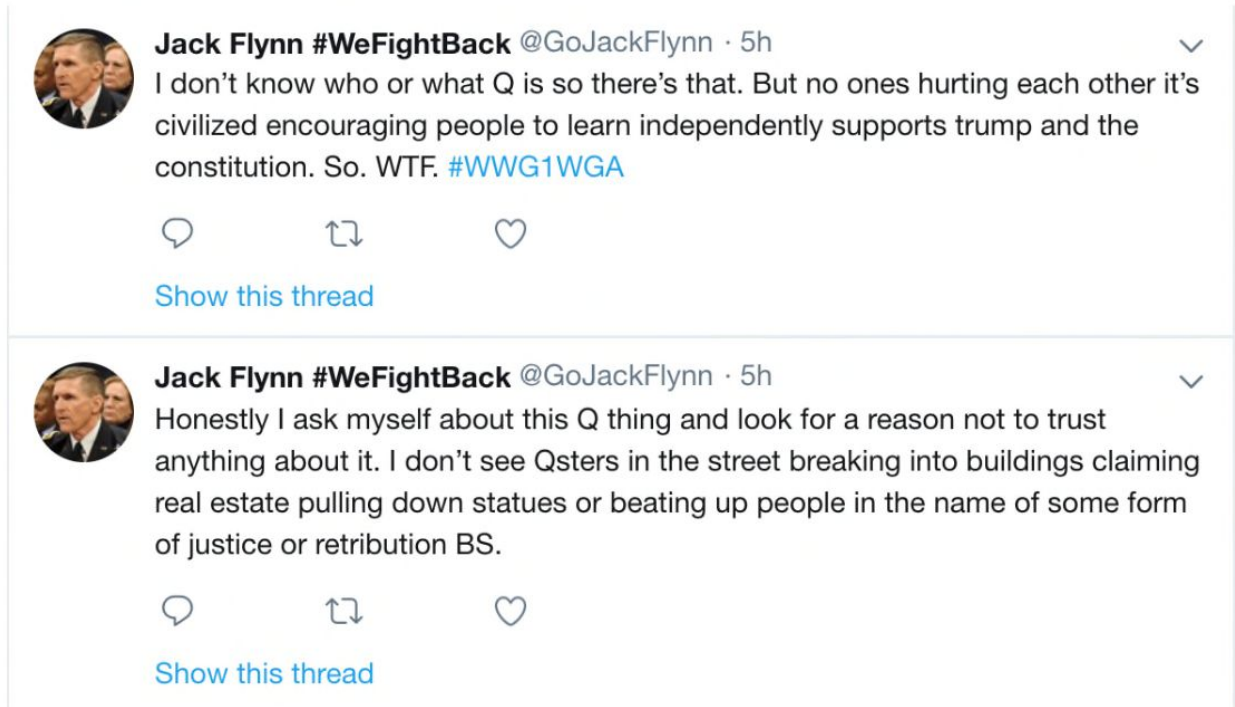 Jack Flynn #WeFightBack @GoJackFlynn · 5h
I don’t know who or what Q is so there’s that. But no ones hurting each other it’s
civilized encouraging people to learn independently supports trump and the
constitution. So. WTF. #WWG1WGA
Show this thread
Jack Flynn #WeFightBack @GoJackFlynn · 5h
Honestly I ask myself about this Q thing and look for a reason not to trust
anything about it. I don’t see Qsters in the street breaking into buildings claiming
real estate pulling down statues or beating up people in the name of some form
of justice or retribution BS.
Show this thread